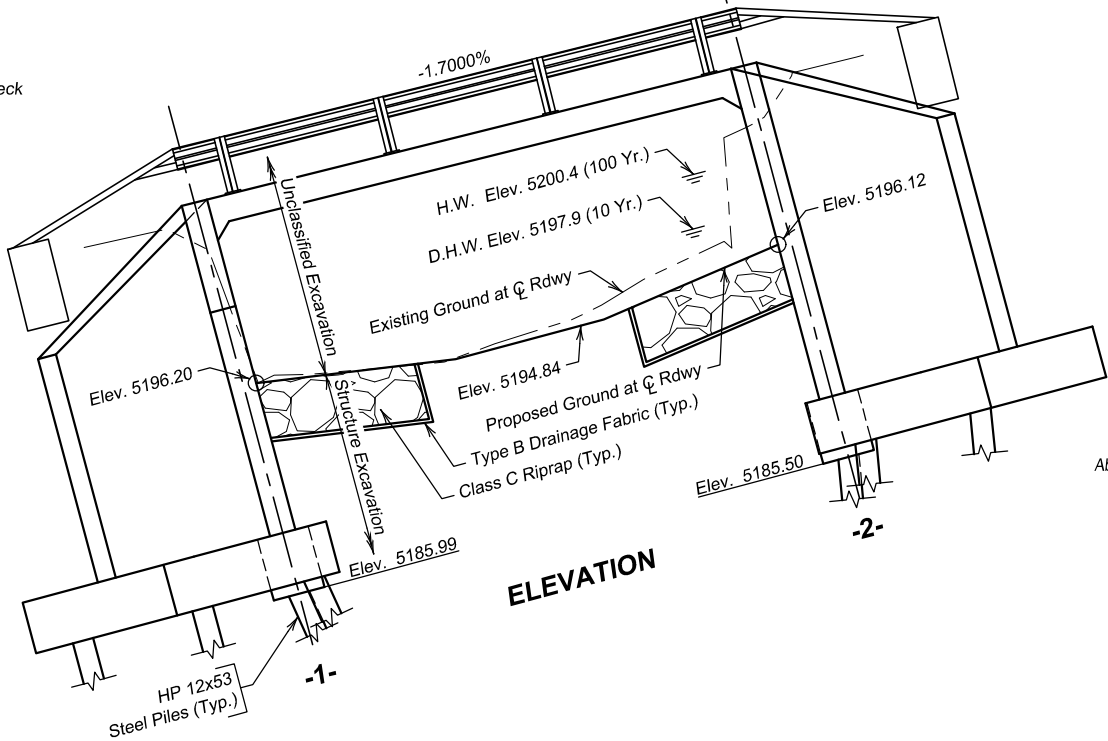 eck
-1.7000%
Unclassified Excavation
H.W. Elev. 5200.4 (100 Yr.)
D.H.W. Elev. 5197.9 (10 Yr.)
Elev. 5196.12
Existing Ground at ℄ Rdwy
Elev. 5196.20
Elev. 5194.84
Proposed Ground at ℄ Rdwy
Structure Excavation
Type B Drainage Fabric (Typ.)
Class C Riprap (Typ.)
Elev. 5185.50
Ab
-2-
Elev. 5185.99
ELEVATION
HP 12x53
Steel Piles (Typ.)
-1-